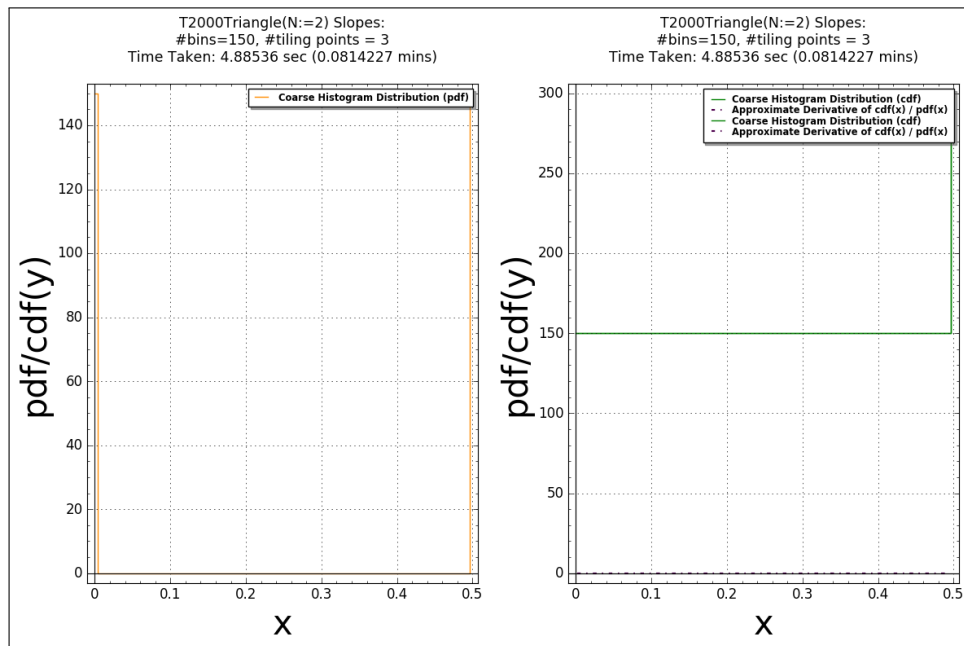 T2000Triangle(N:=2) Slopes:
#bins=150, #tiling points = 3
Time Taken: 4.88536 sec (0.0814227 mins)
Coarse Histogram Distribution (pdf)
140
120
100
80
60
40
20
0
pdf/cdf(y)
0 0.1 0.2 0.3 0.4 0.5
x
T2000Triangle(N:=2) Slopes:
#bins=150, #tiling points = 3
Time Taken: 4.88536 sec (0.0814227 mins)
Coarse Histogram Distribution (cdf)
Approximate Derivative of cdf(x) / pdf(x)
Coarse Histogram Distribution (cdf)
Approximate Derivative of cdf(x) / pdf(x)
300
250
200
150
100
50
0
pdf/cdf(y)
0 0.1 0.2 0.3 0.4 0.5
x